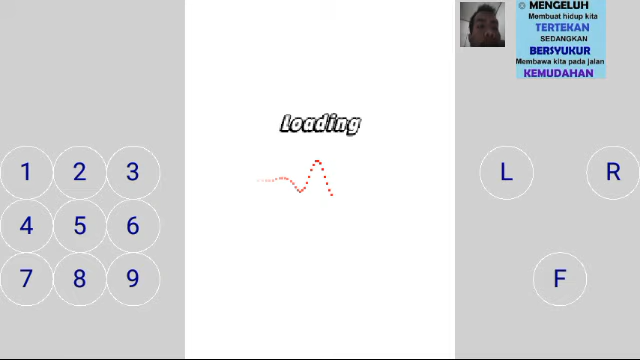 © MENGELUH
Membuat hidup kita
TERTEKAN
SEDANGKAN
BERSYUKUR
Membawa kita pada jalan
KEMUDAHAN
Loading
1 2 3
L R
4 5 6
7 8 9
F